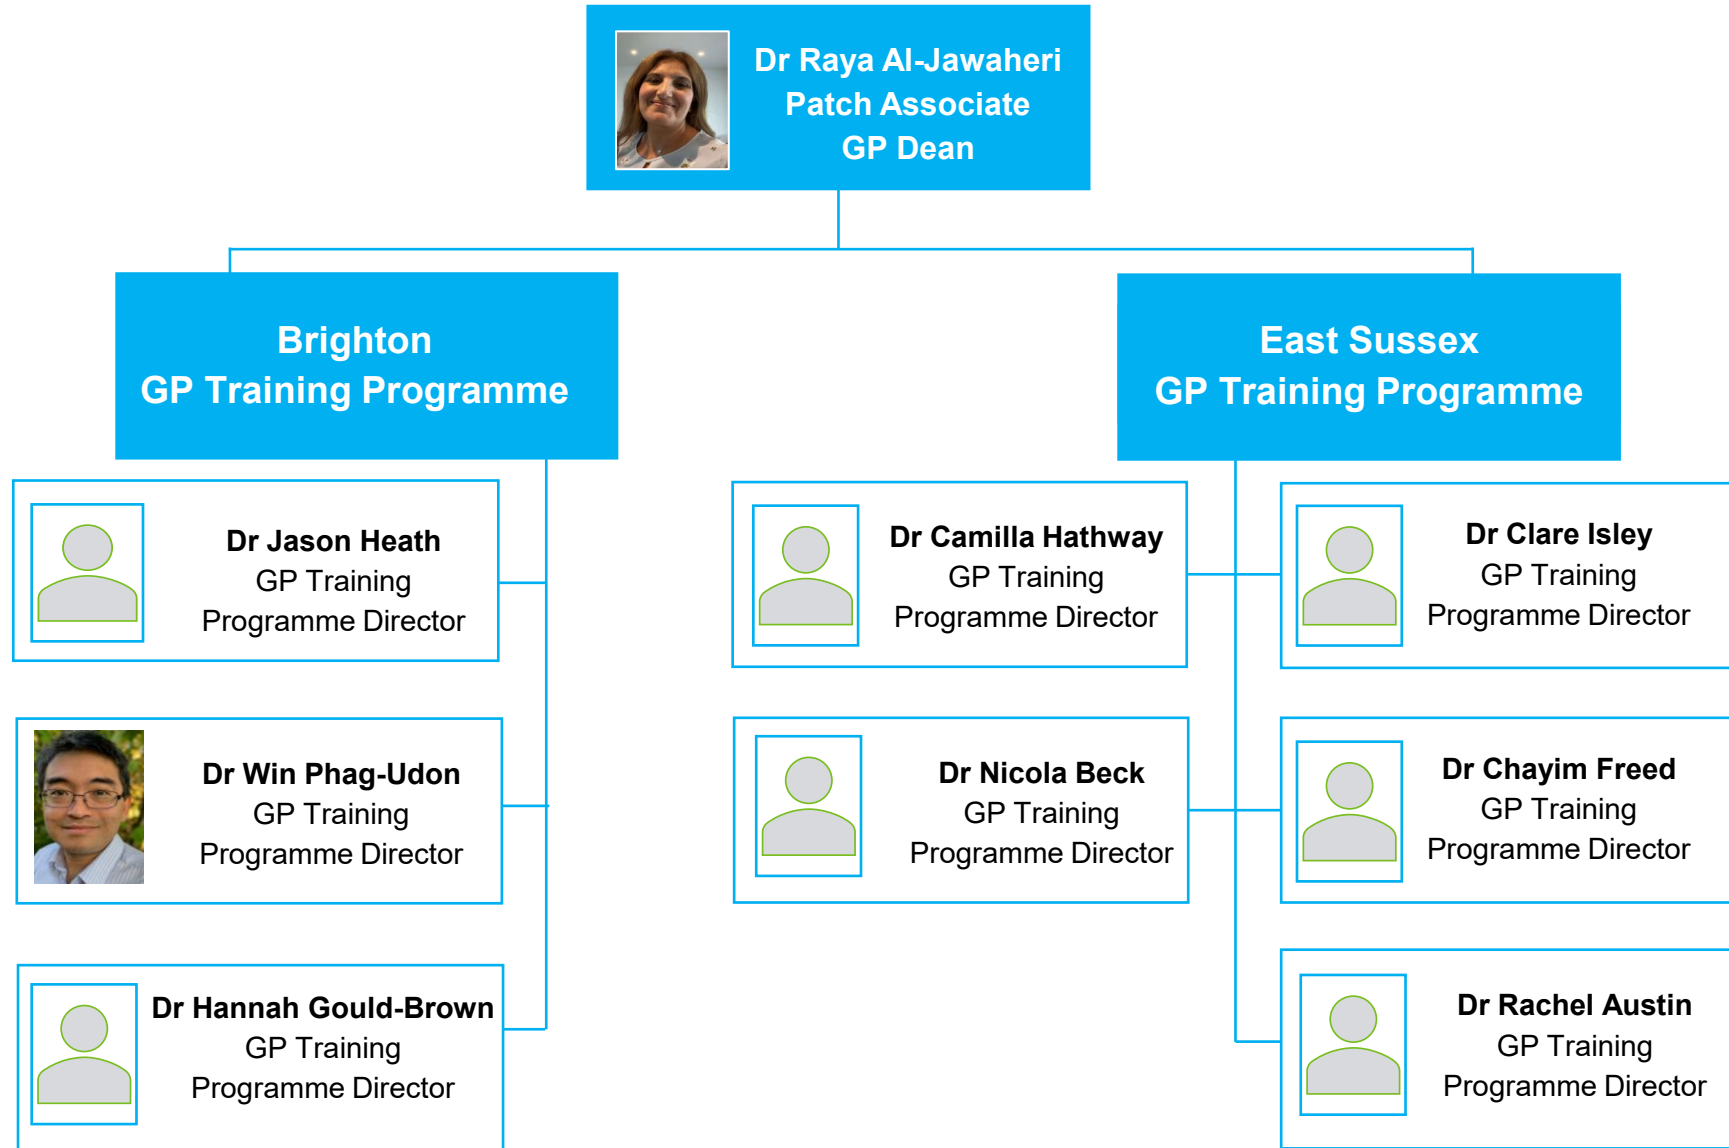 Dr Raya Al-Jawaheri
Patch Associate
GP Dean
Brighton
GP Training Programme
East Sussex
GP Training Programme
Dr Jason Heath
GP Training
Programme Director
Dr Camilla Hathway
GP Training
Programme Director
Dr Clare Isley
GP Training
Programme Director
Dr Win Phag-Udon
GP Training
Programme Director
Dr Nicola Beck
GP Training
Programme Director
Dr Chayim Freed
GP Training
Programme Director
Dr Hannah Gould-Brown
GP Training
Programme Director
Dr Rachel Austin
GP Training
Programme Director